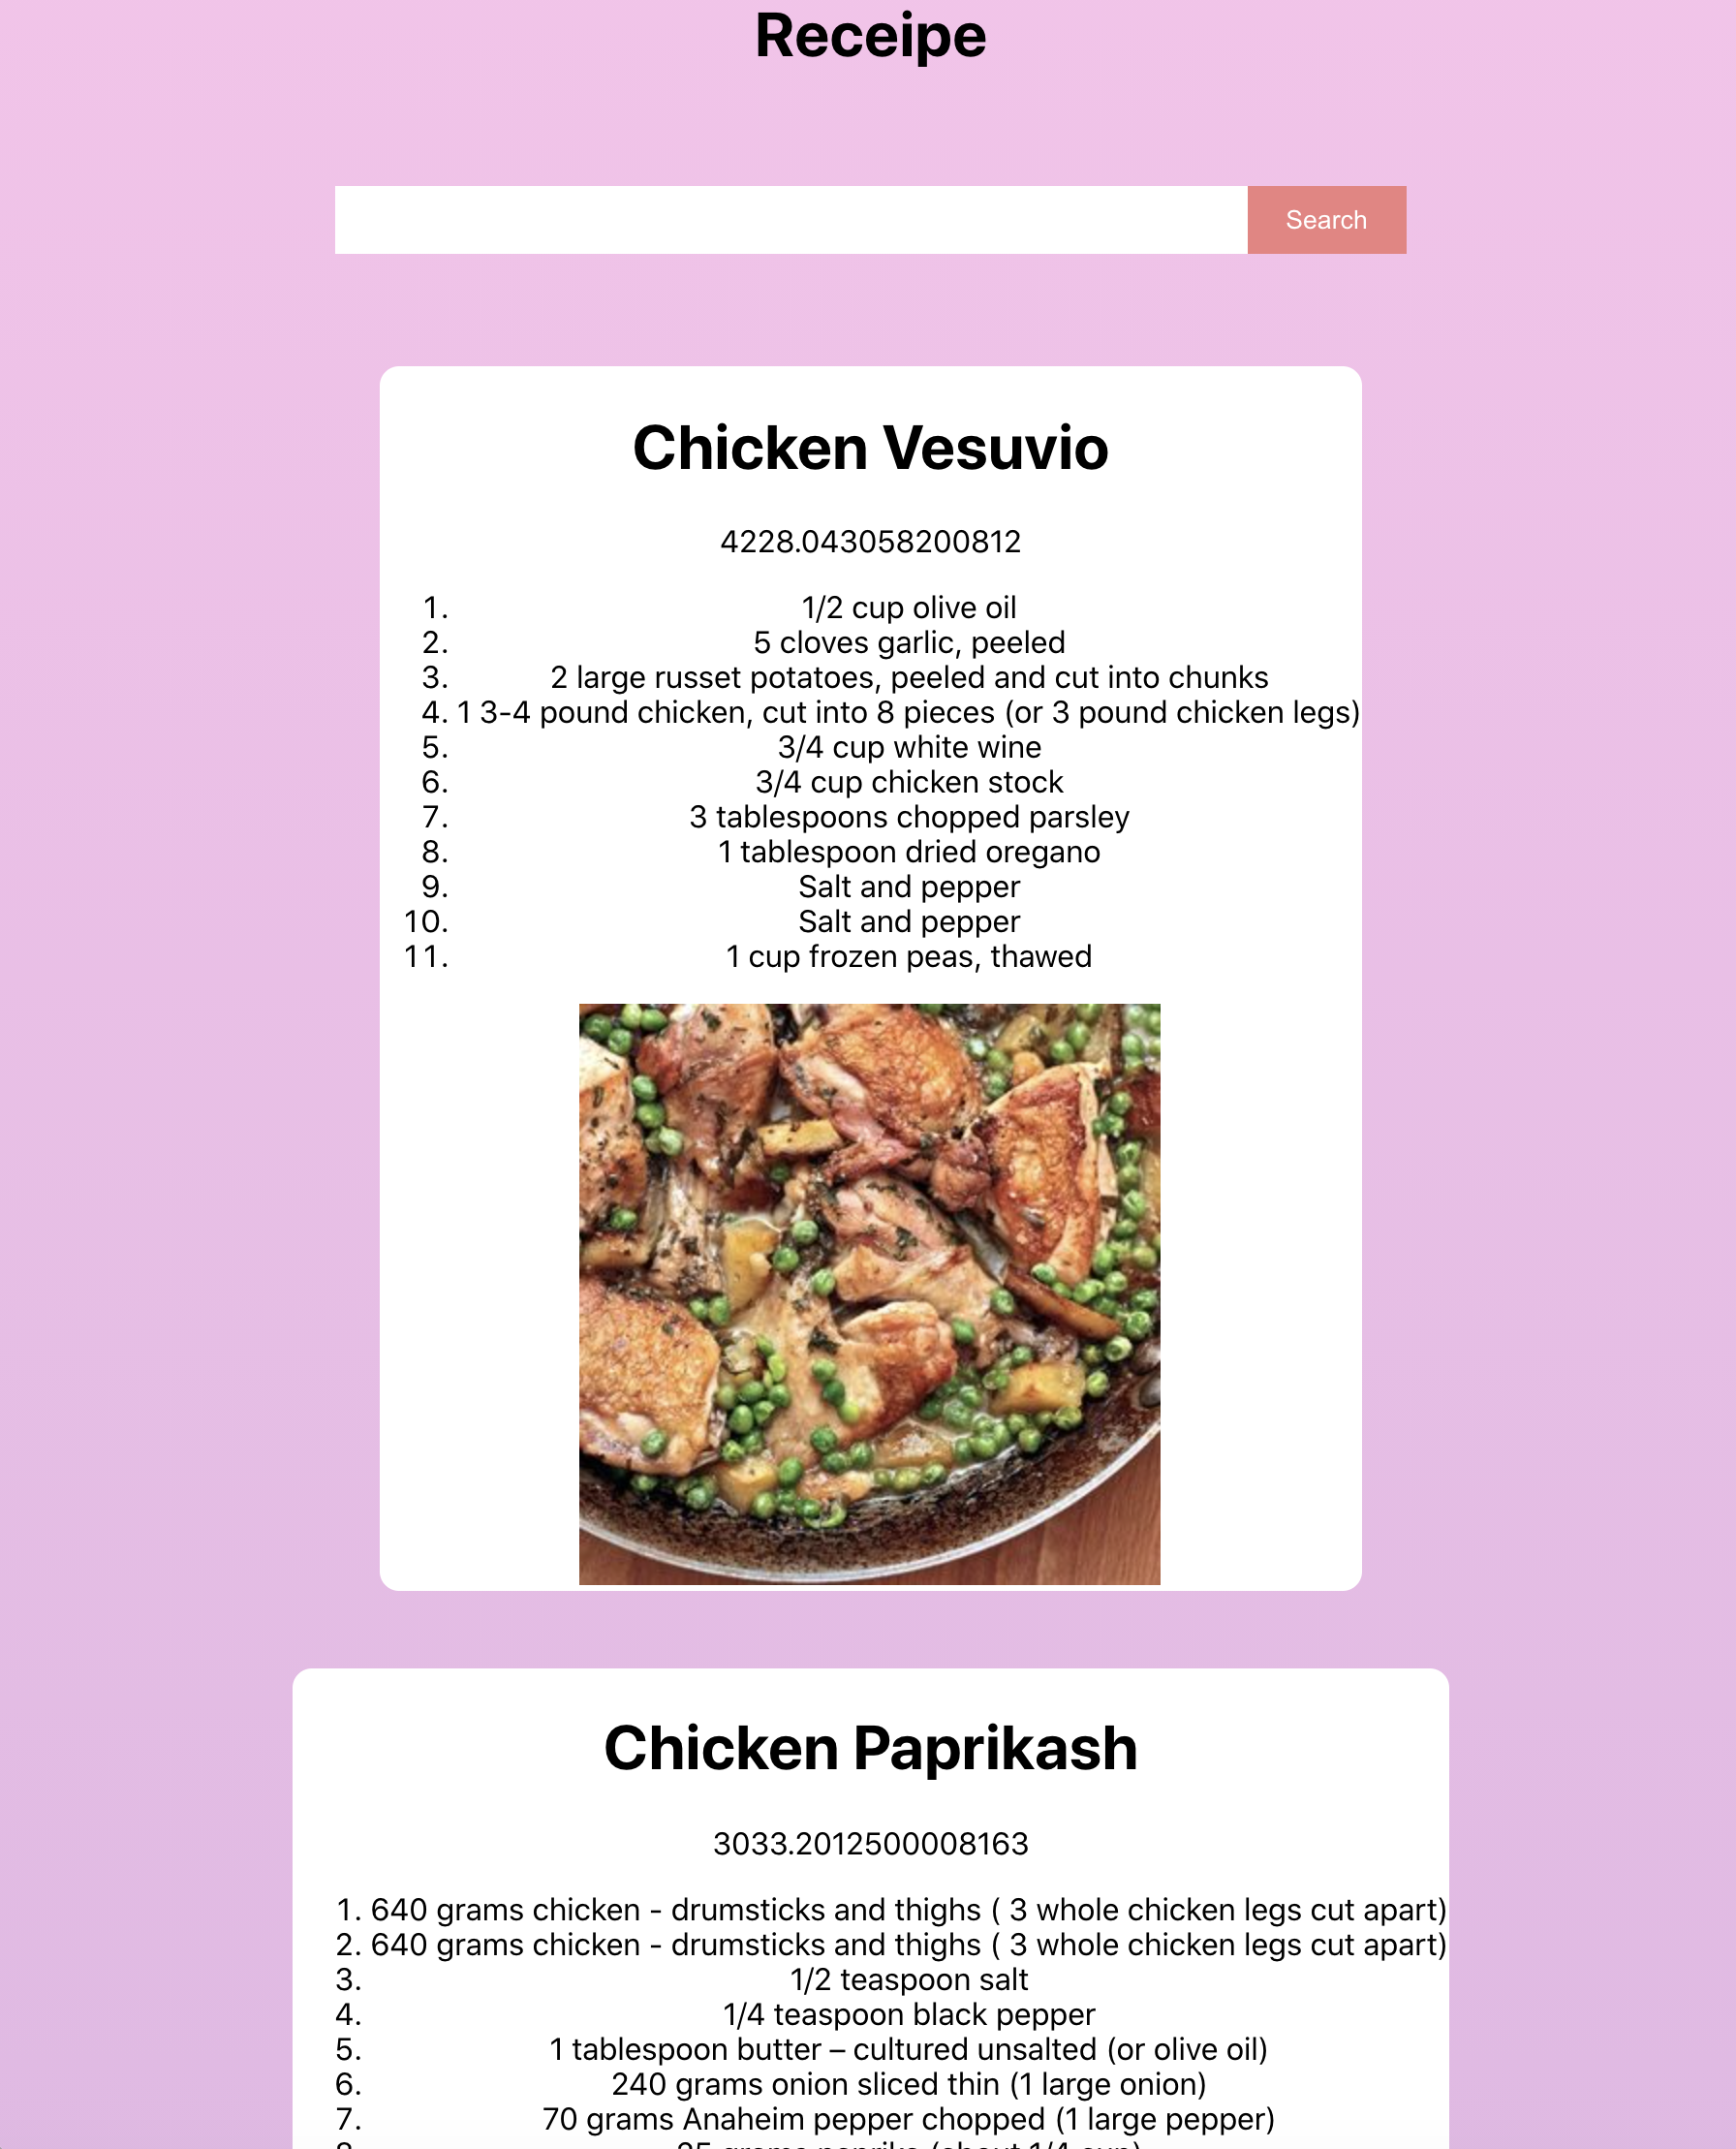 Receipe
Search
Chicken Vesuvio
4228.043058200812
1. 1/2 cup olive oil
2. 5 cloves garlic, peeled
3. 2 large russet potatoes, peeled and cut into chunks
4. 1 3-4 pound chicken, cut into 8 pieces (or 3 pound chicken legs)
5. 3/4 cup white wine
6. 3/4 cup chicken stock
7. 3 tablespoons chopped parsley
8. 1 tablespoon dried oregano
9. Salt and pepper
10. Salt and pepper
11. 1 cup frozen peas, thawed
Chicken Paprikash
3033.2012500008163
1. 640 grams chicken - drumsticks and thighs ( 3 whole chicken legs cut apart)
2. 640 grams chicken - drumsticks and thighs ( 3 whole chicken legs cut apart)
3. 1/2 teaspoon salt
4. 1/4 teaspoon black pepper
5. 1 tablespoon butter – cultured unsalted (or olive oil)
6. 240 grams onion sliced thin (1 large onion)
7. 70 grams Anaheim pepper chopped (1 large pepper)